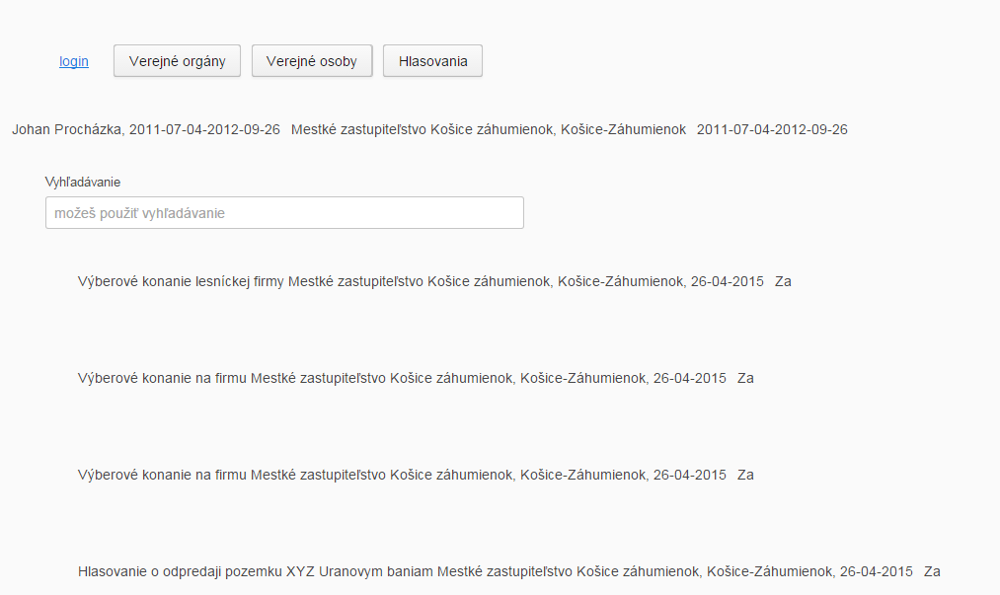 login Verejné orgány Verejné osoby Hlasovania
Johan Procházka, 2011-07-04-2012-09-26 Mestké zastupiteľstvo Košice záhumienok, Košice-Záhumienok 2011-07-04-2012-09-26
Vyhľadávanie
možeš použiť vyhľadávanie
Výberové konanie lesníckej firmy Mestké zastupiteľstvo Košice záhumienok, Košice-Záhumienok, 26-04-2015 Za
Výberové konanie na firmu Mestké zastupiteľstvo Košice záhumienok, Košice-Záhumienok, 26-04-2015 Za
Výberové konanie na firmu Mestké zastupiteľstvo Košice záhumienok, Košice-Záhumienok, 26-04-2015 Za
Hlasovanie o odpredaji pozemku XYZ Uranovym baniam Mestké zastupiteľstvo Košice záhumienok, Košice-Záhumienok, 26-04-2015 Za